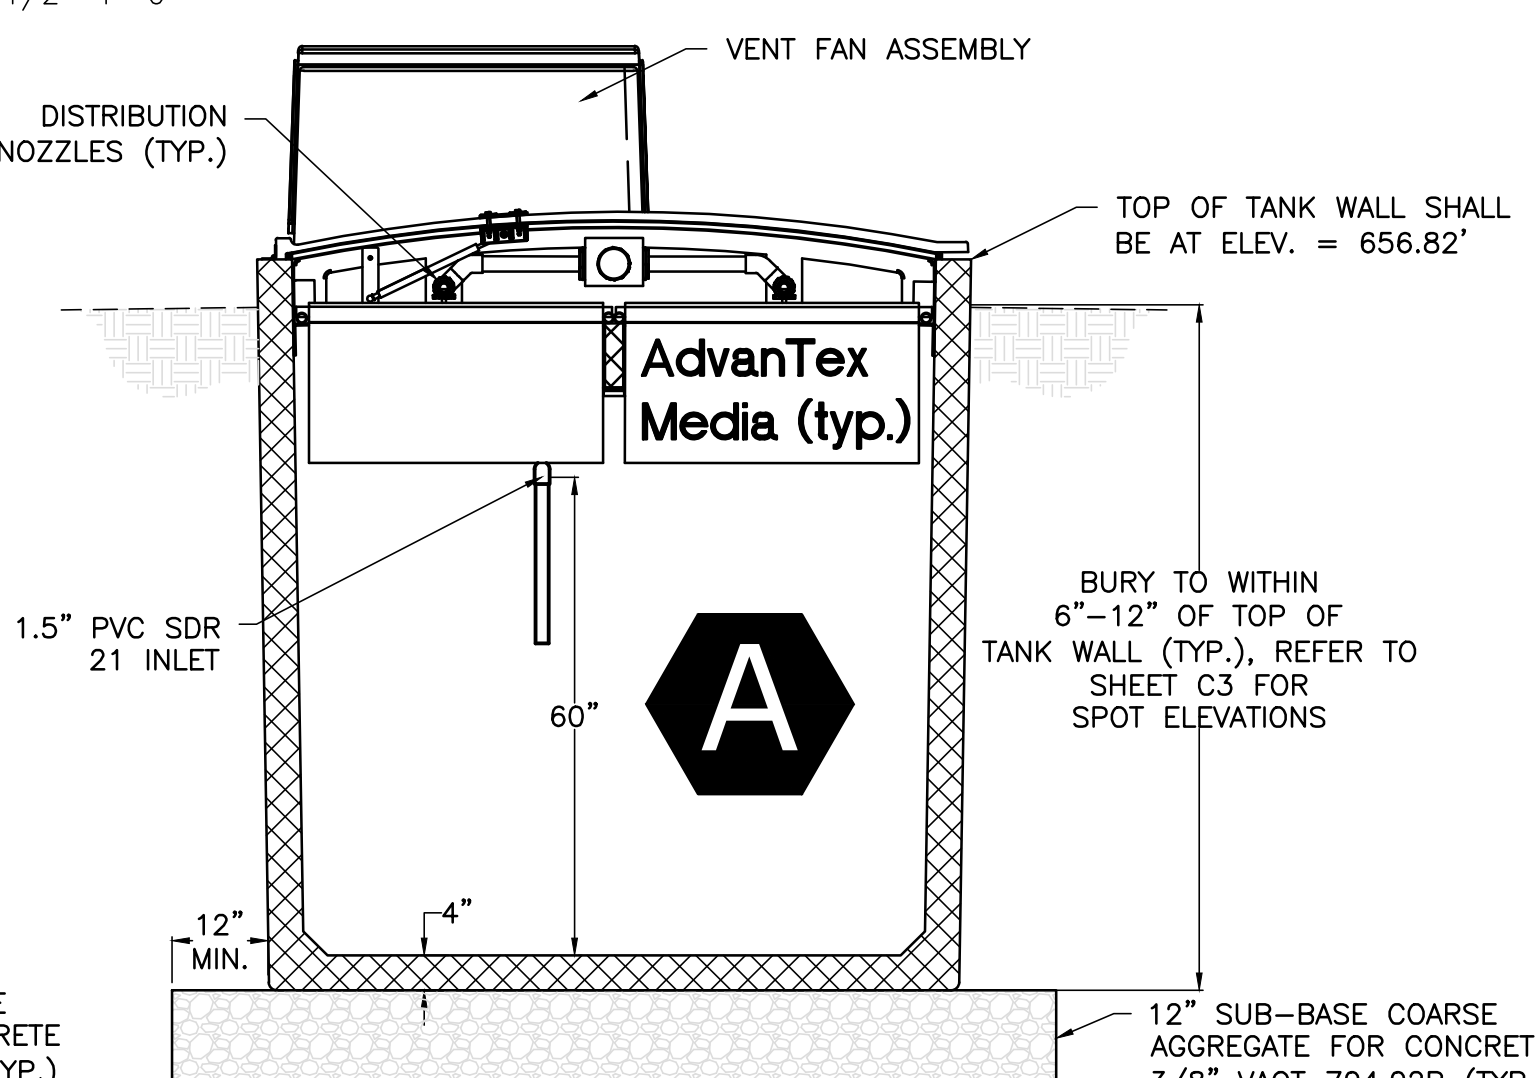 VENT FAN ASSEMBLY
DISTRIBUTION
NOZZLES (TYP.)
TOP OF TANK WALL SHALL
BE AT ELEV. = 656.82'
AdvanTex
Media (typ.)
1.5" PVC SDR
21 INLET
BURY TO WITHIN
6"-12" OF TOP OF
TANK WALL (TYP.), REFER TO
SHEET C3 FOR
SPOT ELEVATIONS
60"
A
4"
12"
MIN.
12" SUB-BASE COARSE
AGGREGATE FOR CONCRET